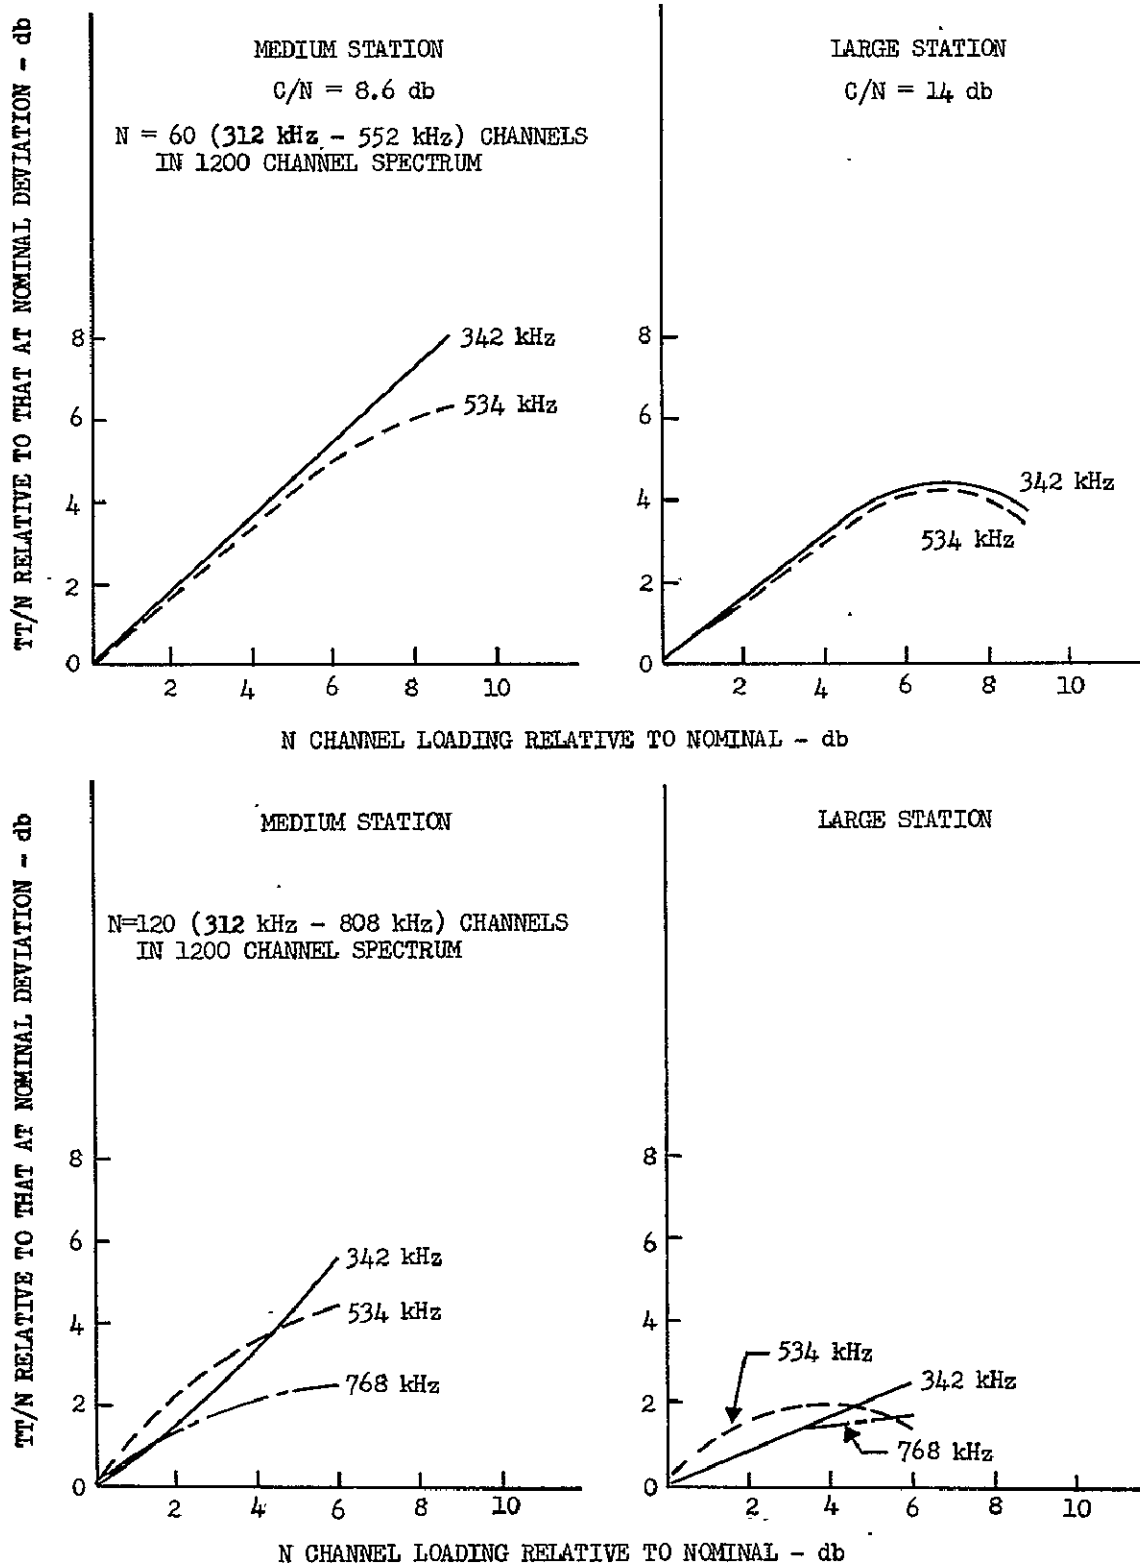 TT/N RELATIVE TO THAT AT NOMINAL DEVIATION - db
MEDIUM STATION
C/N = 8.6 db
N = 60 (312 kHz - 552 kHz) CHANNELS
IN 1200 CHANNEL SPECTRUM
8
6
4
2
0
342 kHz
534 kHz
2
4
6
8
10
LARGE STATION
C/N = 14 db
8
6
4
2
0
342 kHz
534 kHz
2
4
6
8
10
N CHANNEL LOADING RELATIVE TO NOMINAL - db
TT/N RELATIVE TO THAT AT NOMINAL DEVIATION - db
MEDIUM STATION
N=120 (312 kHz - 808 kHz) CHANNELS
IN 1200 CHANNEL SPECTRUM
8
6
4
2
0
342 kHz
534 kHz
768 kHz
2
4
6
8
10
LARGE STATION
8
6
4
2
0
534 kHz
342 kHz
768 kHz
2
4
6
8
10
N CHANNEL LOADING RELATIVE TO NOMINAL - db